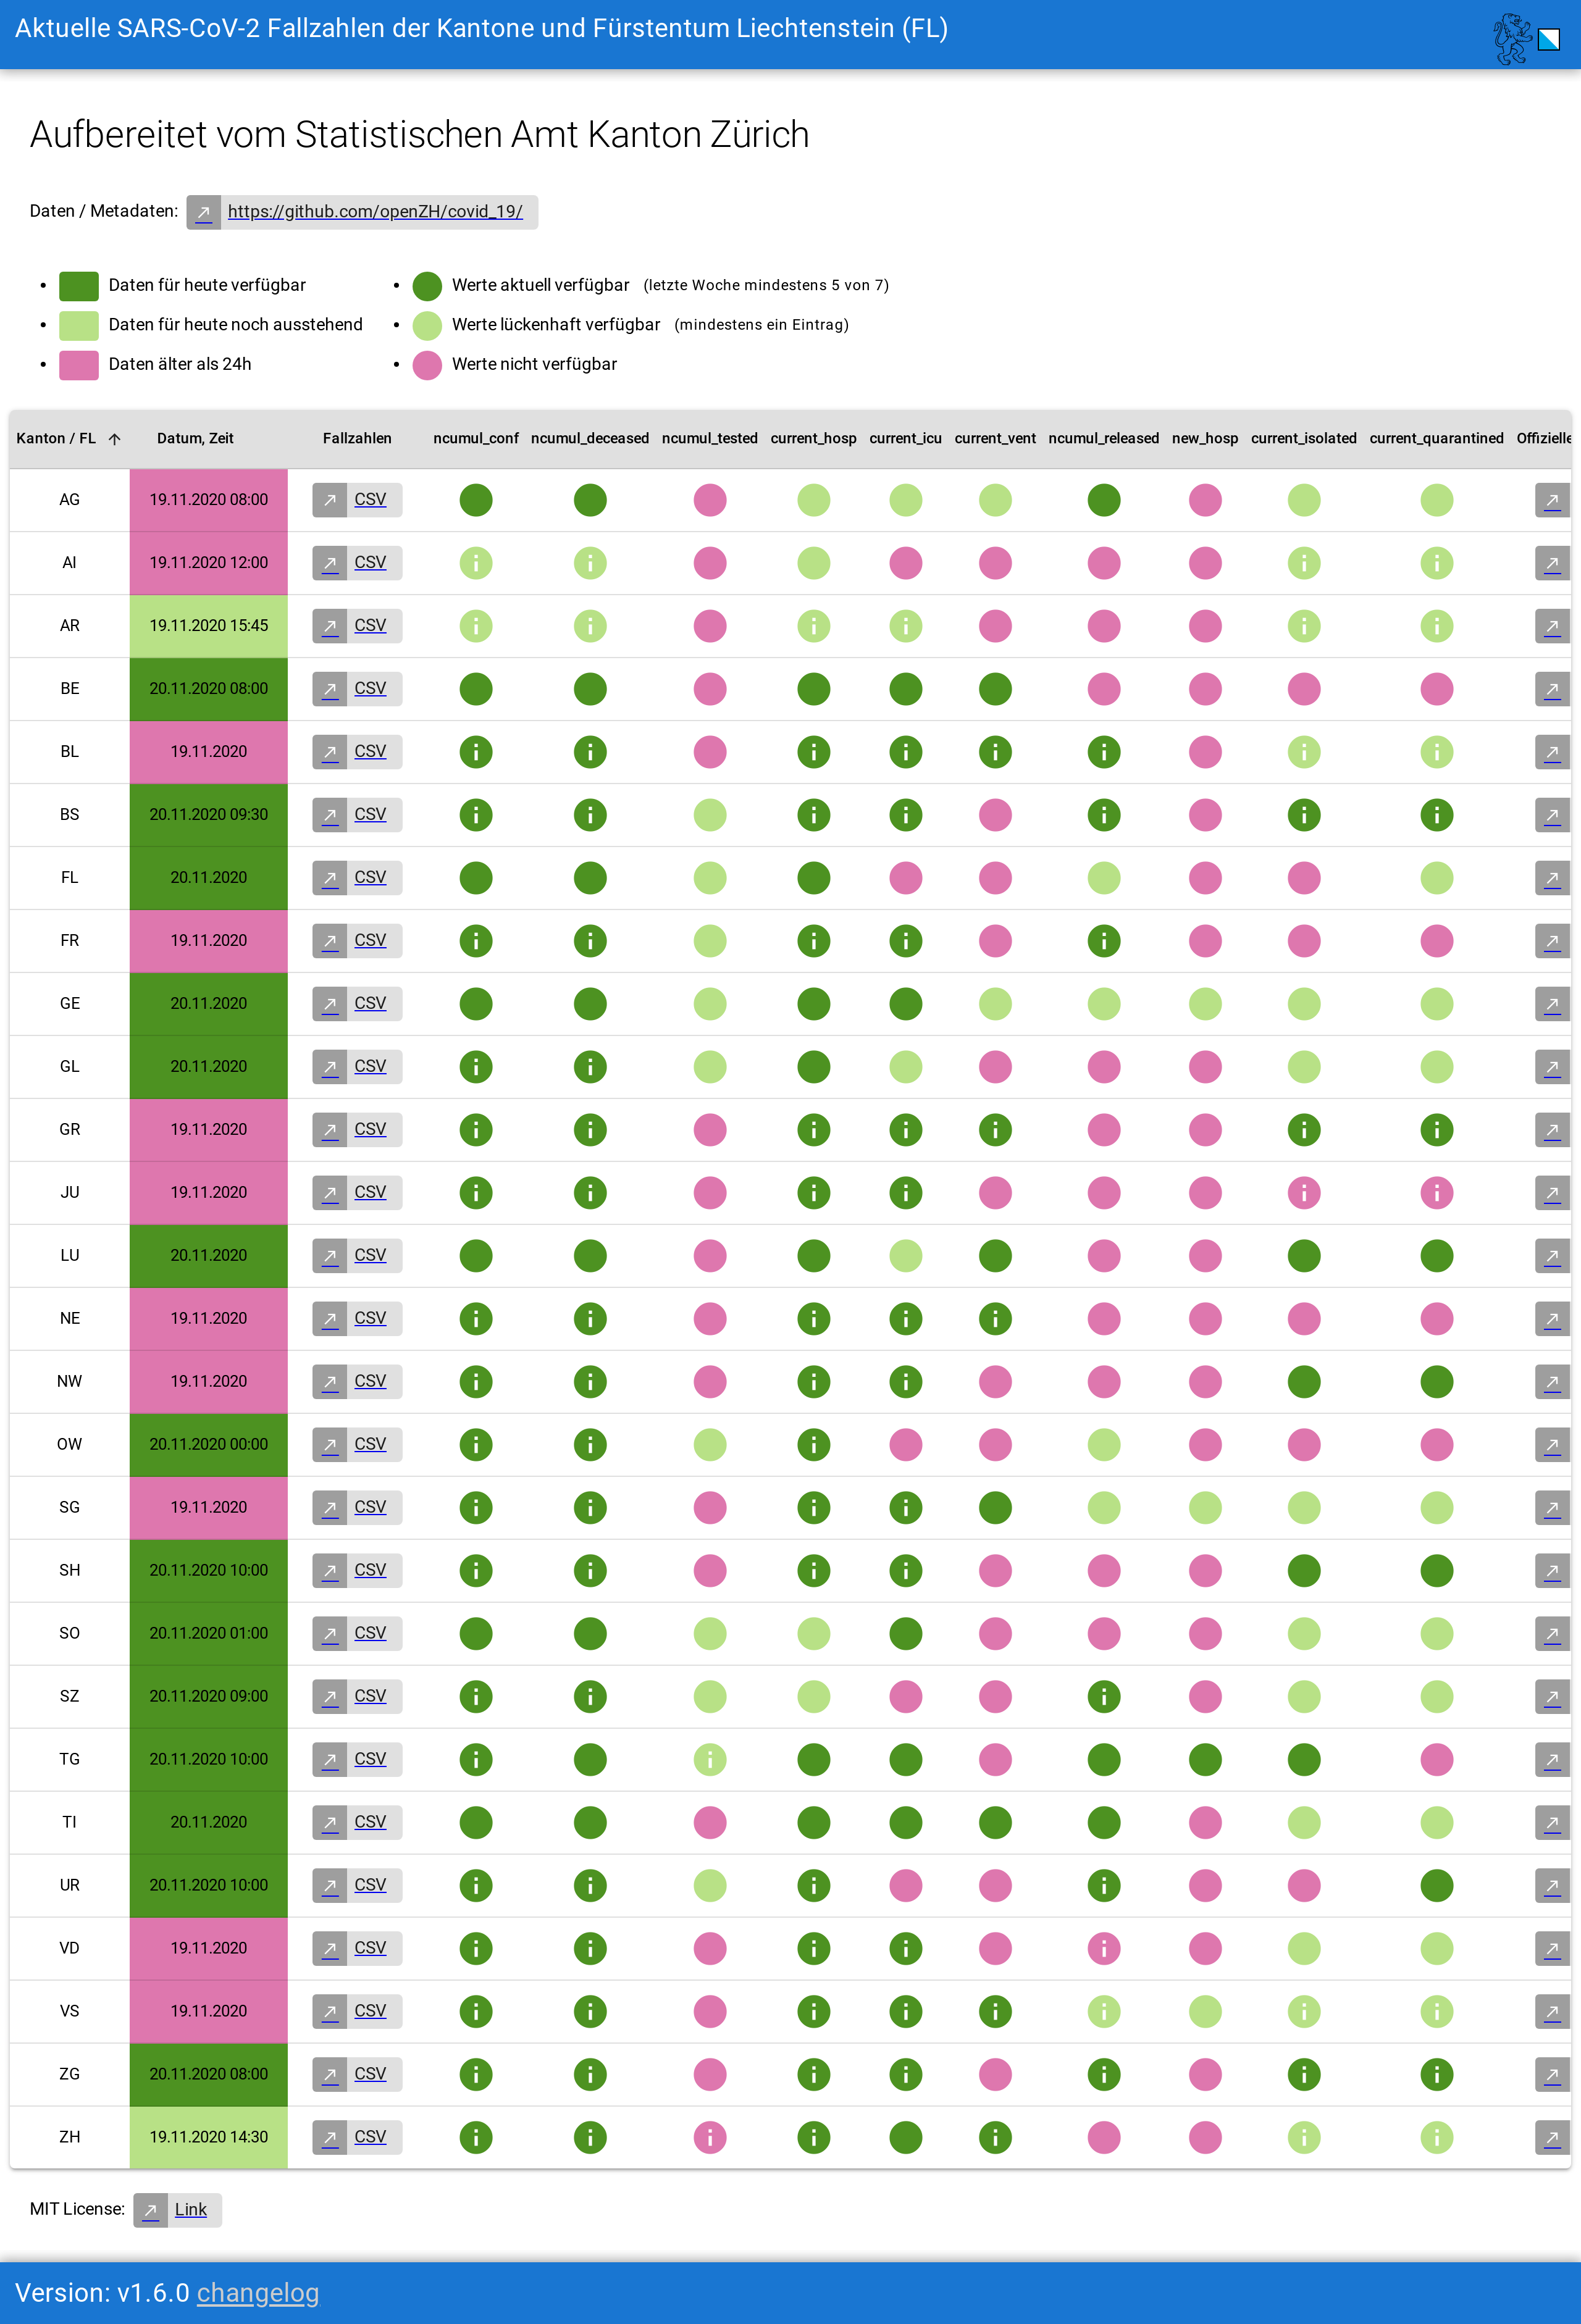 Aktuelle SARS-CoV-2 Fallzahlen der Kantone und Fürstentum Liechtenstein (FL)
Aufbereitet vom Statistischen Amt Kanton Zürich
Daten / Metadaten: https://github.com/openZH/covid_19/
Daten für heute verfügbar
Daten für heute noch ausstehend
Daten älter als 24h
Werte aktuell verfügbar (letzte Woche mindestens 5 von 7)
Werte lückenhaft verfügbar (mindestens ein Eintrag)
Werte nicht verfügbar
Kanton / FL Datum, Zeit Fallzahlen ncumul_conf ncumul_deceased ncumul_tested current_hosp current_icu current_vent ncumul_released new_hosp current_isolated current_quarantined Offizielle
AG 19.11.2020 08:00 CSV
AI 19.11.2020 12:00 CSV
AR 19.11.2020 15:45 CSV
BE 20.11.2020 08:00 CSV
BL 19.11.2020 CSV
BS 20.11.2020 09:30 CSV
FL 20.11.2020 CSV
FR 19.11.2020 CSV
GE 20.11.2020 CSV
GL 20.11.2020 CSV
GR 19.11.2020 CSV
JU 19.11.2020 CSV
LU 20.11.2020 CSV
NE 19.11.2020 CSV
NW 19.11.2020 CSV
OW 20.11.2020 00:00 CSV
SG 19.11.2020 CSV
SH 20.11.2020 10:00 CSV
SO 20.11.2020 01:00 CSV
SZ 20.11.2020 09:00 CSV
TG 20.11.2020 10:00 CSV
TI 20.11.2020 CSV
UR 20.11.2020 10:00 CSV
VD 19.11.2020 CSV
VS 19.11.2020 CSV
ZG 20.11.2020 08:00 CSV
ZH 19.11.2020 14:30 CSV
MIT License: Link
Version: v1.6.0 changelog